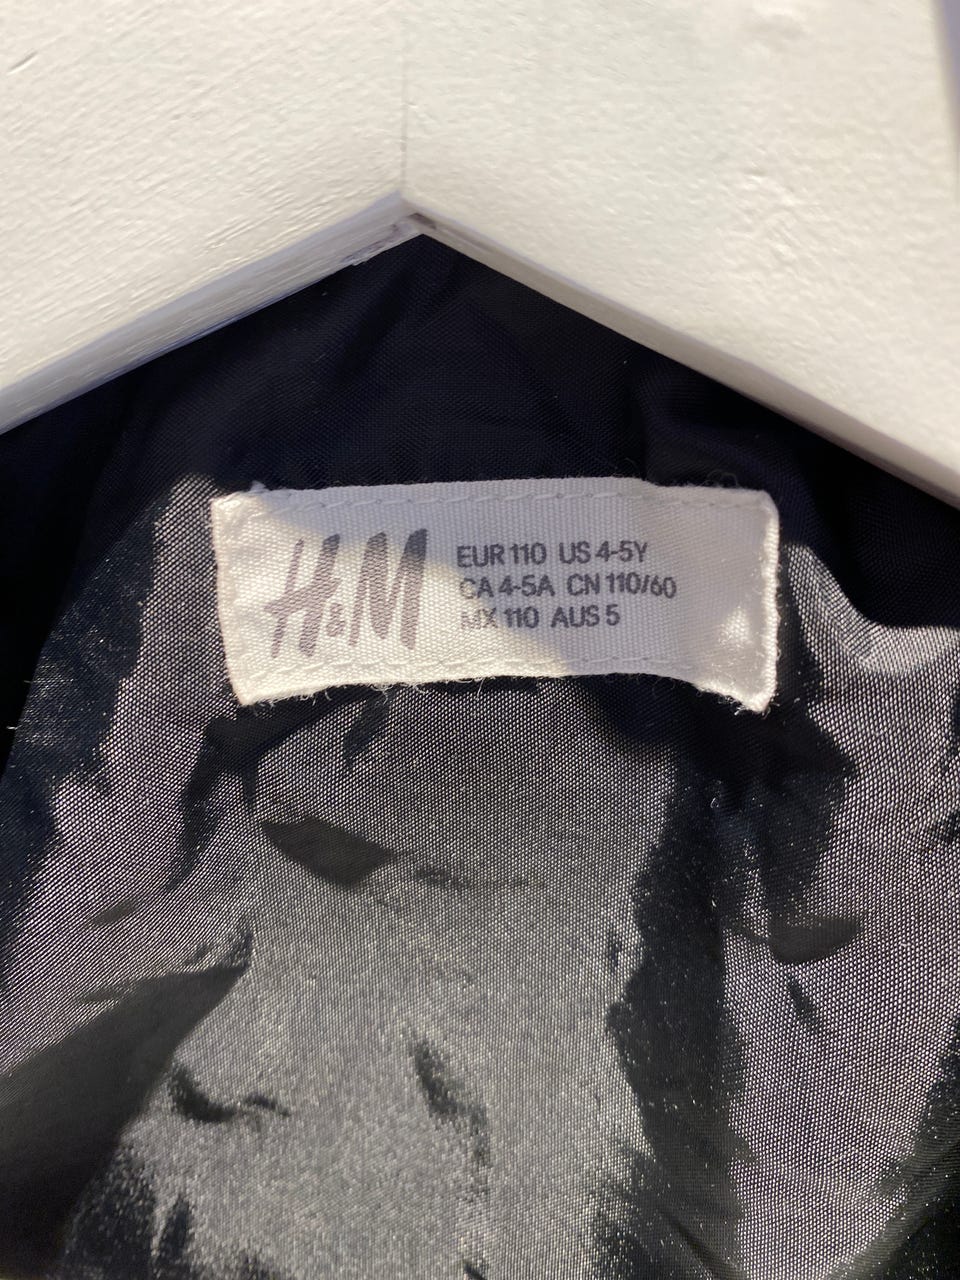 H&M
EUR 110 US 4-5Y
CA 4-5A CN 110/60
MX 110 AUS 5